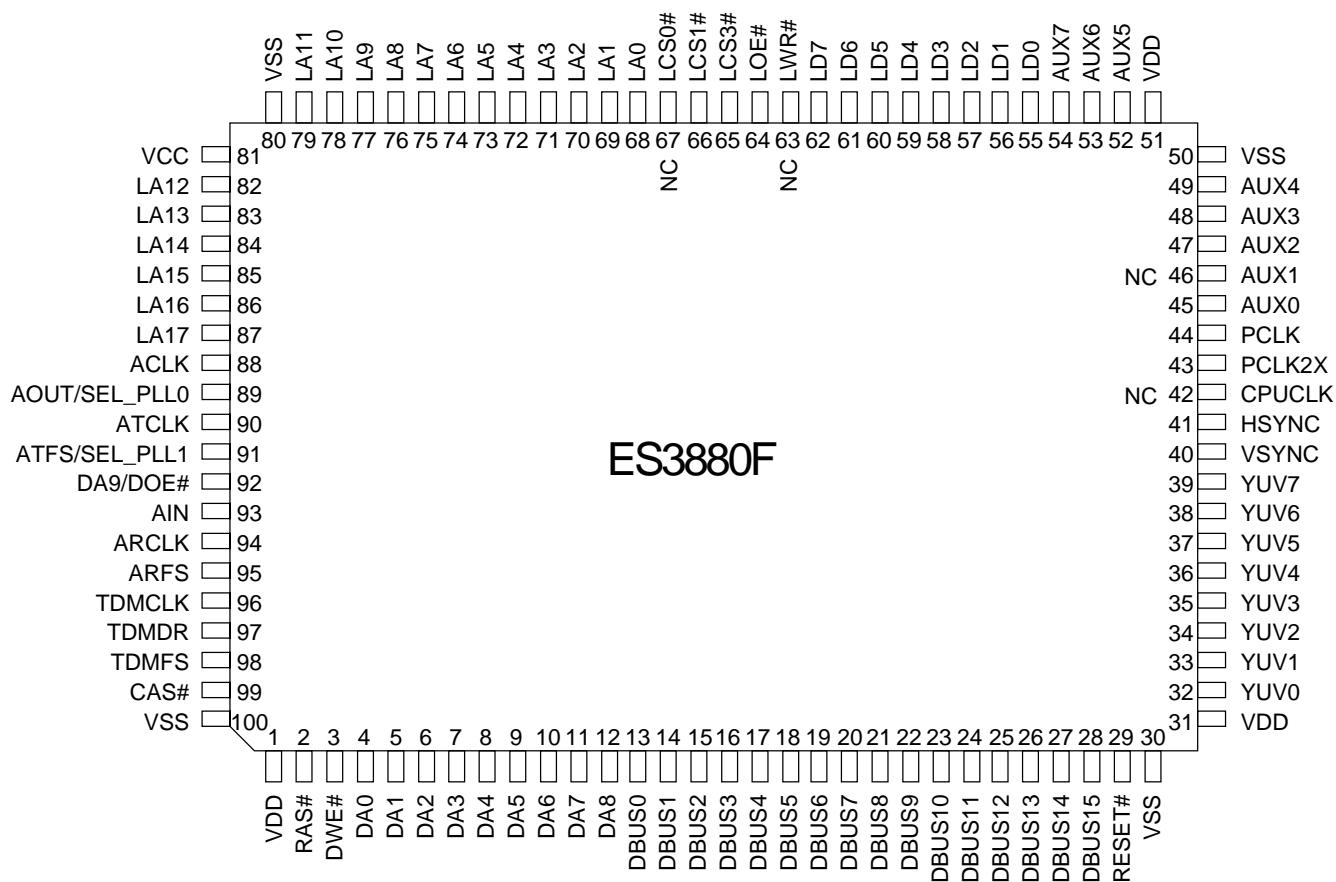 VSS LA11 LA10 LA9 LA8 LA7 LA6 LA5 LA4 LA3 LA2 LA1 LA0 LCS0# LCS1# LCS3# LOE# LWR# LD7 LD6 LD5 LD4 LD3 LD2 LD1 LD0 AUX7 AUX6 AUX5 VDD
80 79 78 77 76 75 74 73 72 71 70 69 68 67 66 65 64 63 62 61 60 59 58 57 56 55 54 53 52 51
NC NC
VCC 81 50 VSS
LA12 82 49 AUX4
LA13 83 48 AUX3
LA14 84 47 AUX2
LA15 85 NC 46 AUX1
LA16 86 45 AUX0
LA17 87 44 PCLK
ACLK 88 43 PCLK2X
AOUT/SEL_PLL0 89 NC 42 CPUCLK
ATCLK 90 41 HSYNC
ATFS/SEL_PLL1 91 40 VSYNC
ES3880F
DA9/DOE# 92 39 YUV7
AIN 93 38 YUV6
ARCLK 94 37 YUV5
ARFS 95 36 YUV4
TDMCLK 96 35 YUV3
TDMDR 97 34 YUV2
TDMFS 98 33 YUV1
CAS# 99 32 YUV0
VSS 100 31 VDD
1 2 3 4 5 6 7 8 9 10 11 12 13 14 15 16 17 18 19 20 21 22 23 24 25 26 27 28 29 30
VDD RAS# DWE# DA0 DA1 DA2 DA3 DA4 DA5 DA6 DA7 DA8 DBUS0 DBUS1 DBUS2 DBUS3 DBUS4 DBUS5 DBUS6 DBUS7 DBUS8 DBUS9 DBUS10 DBUS11 DBUS12 DBUS13 DBUS14 DBUS15 RESET# VSS